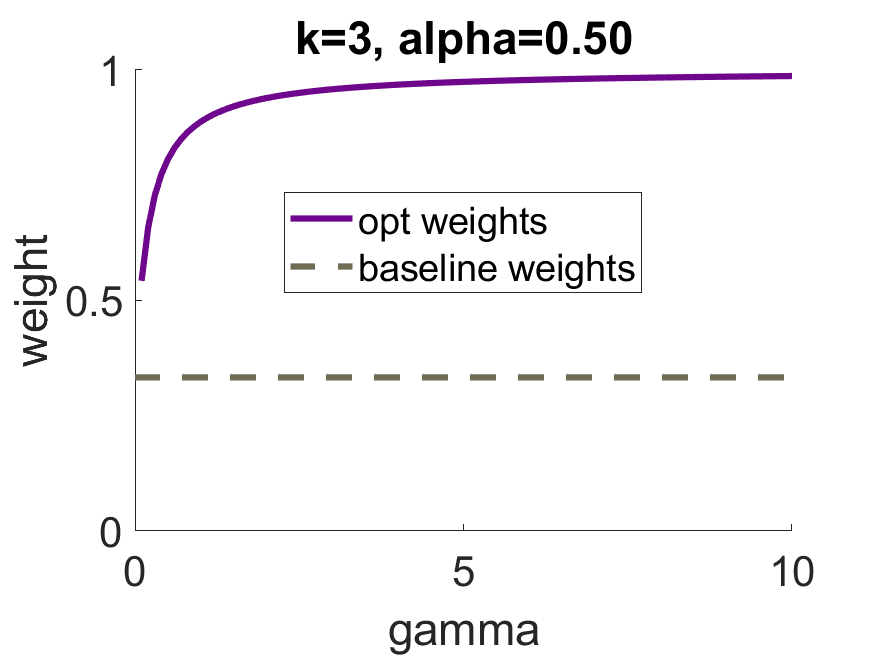 k=3, alpha=0.50
1
0.5
0
weight
opt weights
baseline weights
0
5
10
gamma